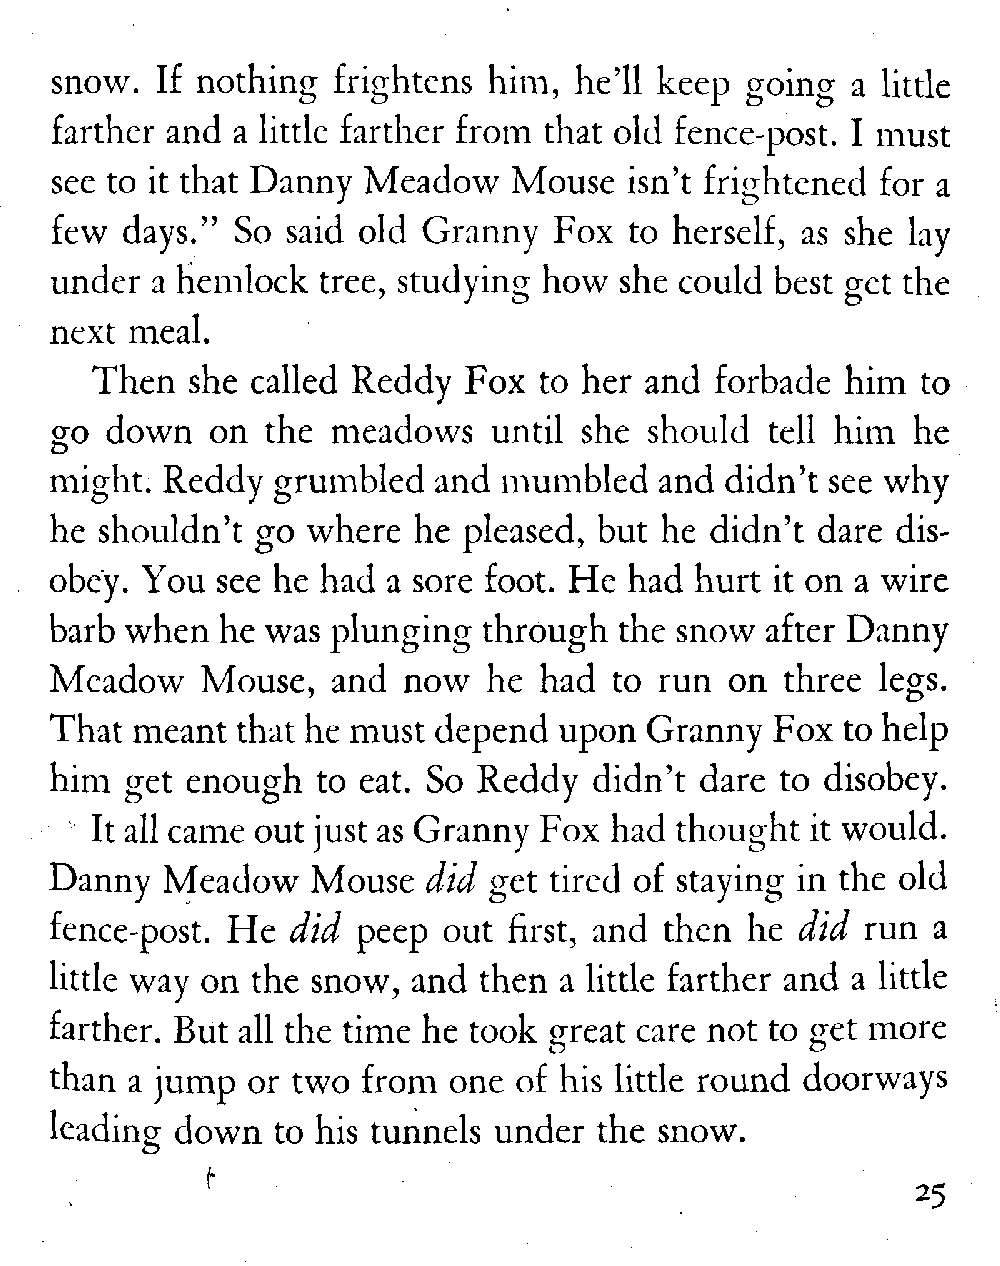 snow. If nothing frightens him, he'll keep going a little
farther and a little farther from that old fence-post. I must
see to it that Danny Meadow Mouse isn't frightened for a
few days." So said old Granny Fox to herself, as she lay
under a hemlock tree, studying how she could best get the
next meal.
Then she called Reddy Fox to her and forbade him to
go down on the meadows until she should tell him he
might. Reddy grumbled and mumbled and didn't see why
he shouldn't go where he pleased, but he didn't dare dis-
obey. You see he had a sore foot. He had hurt it on a wire
barb when he was plunging through the snow after Danny
Meadow Mouse, and now he had to run on three legs.
That meant that he must depend upon Granny Fox to help
him get enough to eat. So Reddy didn't dare to disobey.
It all came out just as Granny Fox had thought it would.
Danny Meadow Mouse did get tired of staying in the old
fence-post. He did peep out first, and then he did run a
little way on the snow, and then a little farther and a little
farther. But all the time he took great care not to get more
than a jump or two from one of his little round doorways
leading down to his tunnels under the snow.
25